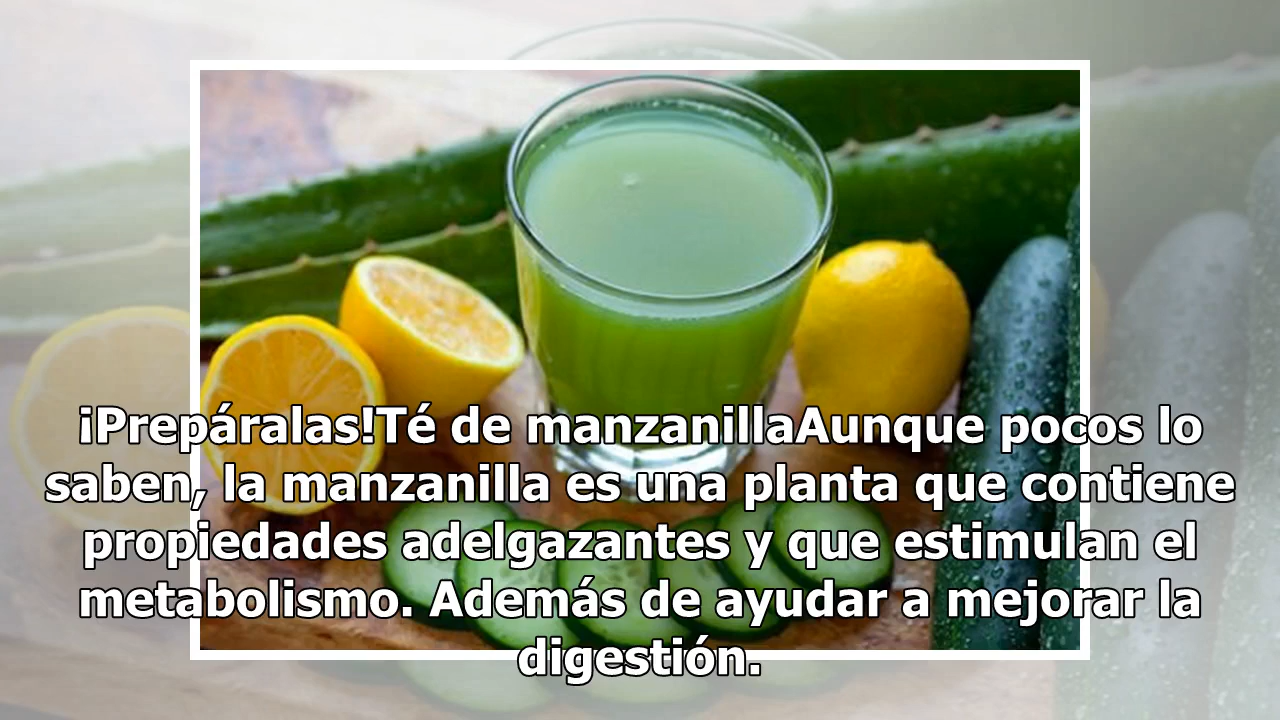 ¡Prepáralas!Té de manzanillaAunque pocos lo
saben, la manzanilla es una planta que contiene
propiedades adelgazantes y que estimulan el
metabolismo. Además de ayudar a mejorar la
digestión.